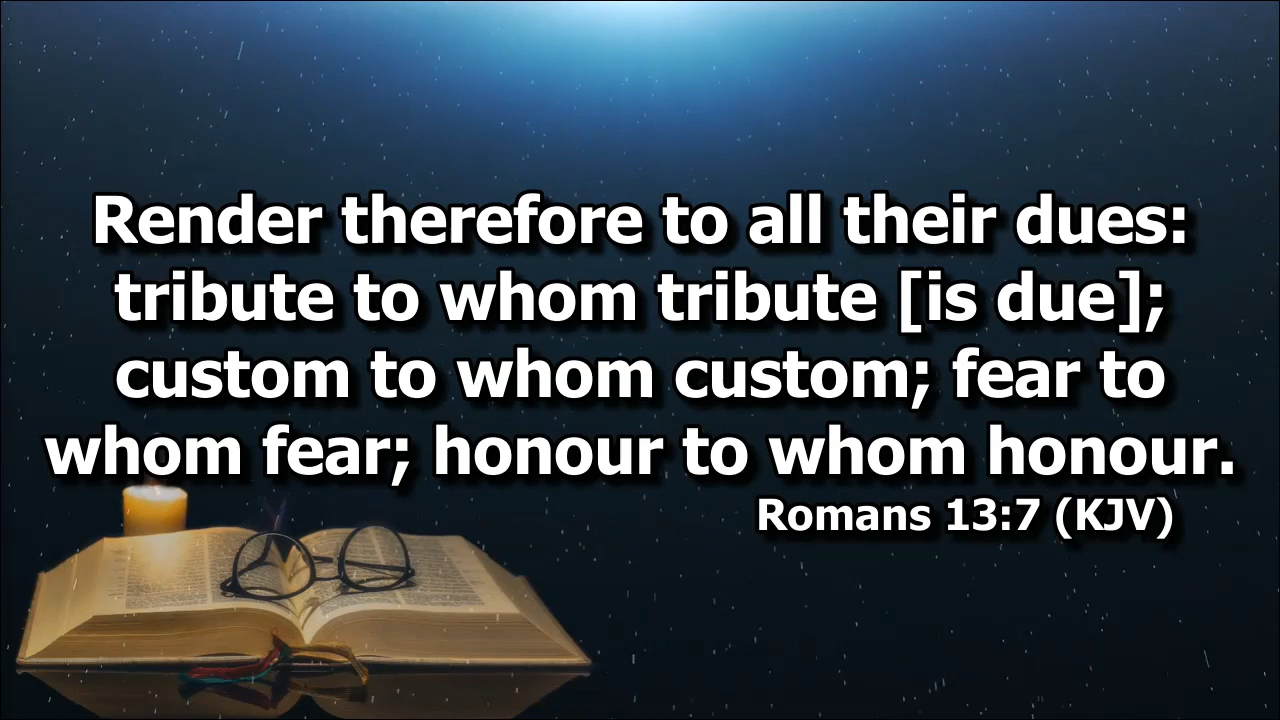 Render therefore to all their dues:
tribute to whom tribute [is due];
custom to whom custom; fear to
whom fear; honour to whom honour.
Romans 13:7 (KJV)